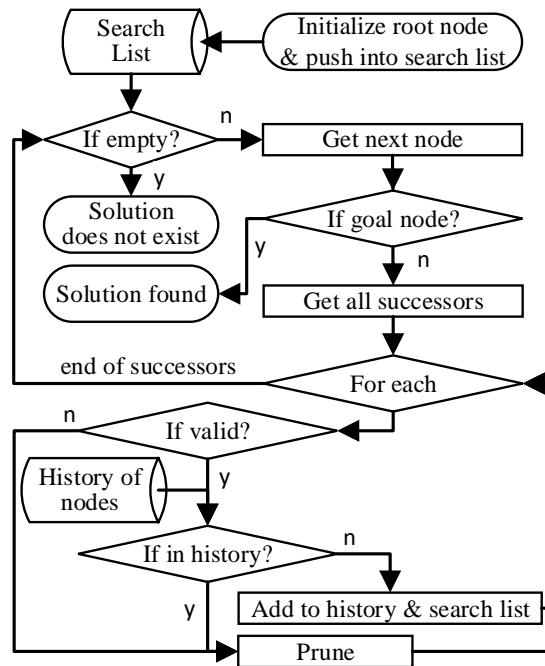 Search
List
Initialize root node
& push into search list
If empty?
n
Get next node
y
Solution
does not exist
If goal node?
y
n
Solution found
Get all successors
end of successors
For each
n
If valid?
y
History of
nodes
If in history?
n
y
Add to history & search list
Prune